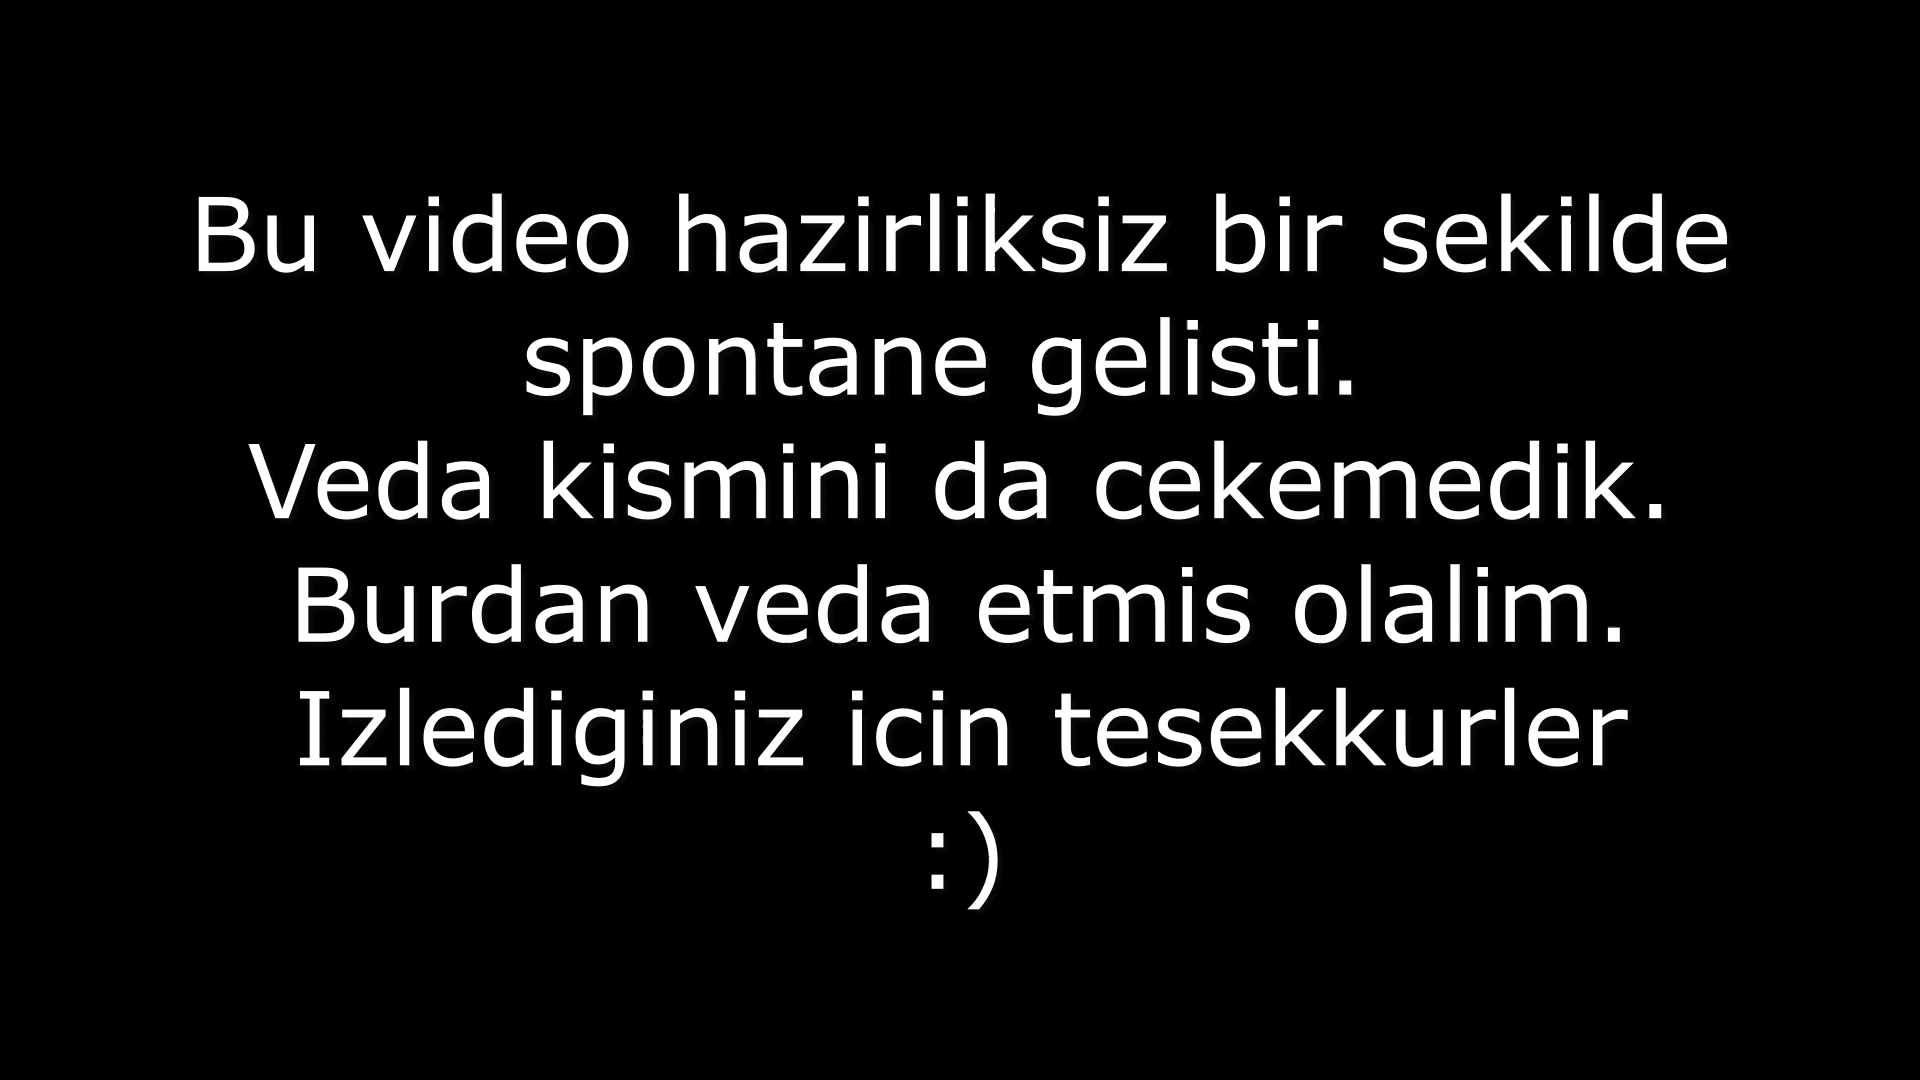 Bu video hazirliksiz bir sekilde
spontane gelisti.
Veda kismini da cekemedik.
Burdan veda etmis olalim.
Izlediginiz icin tesekkurler
:)